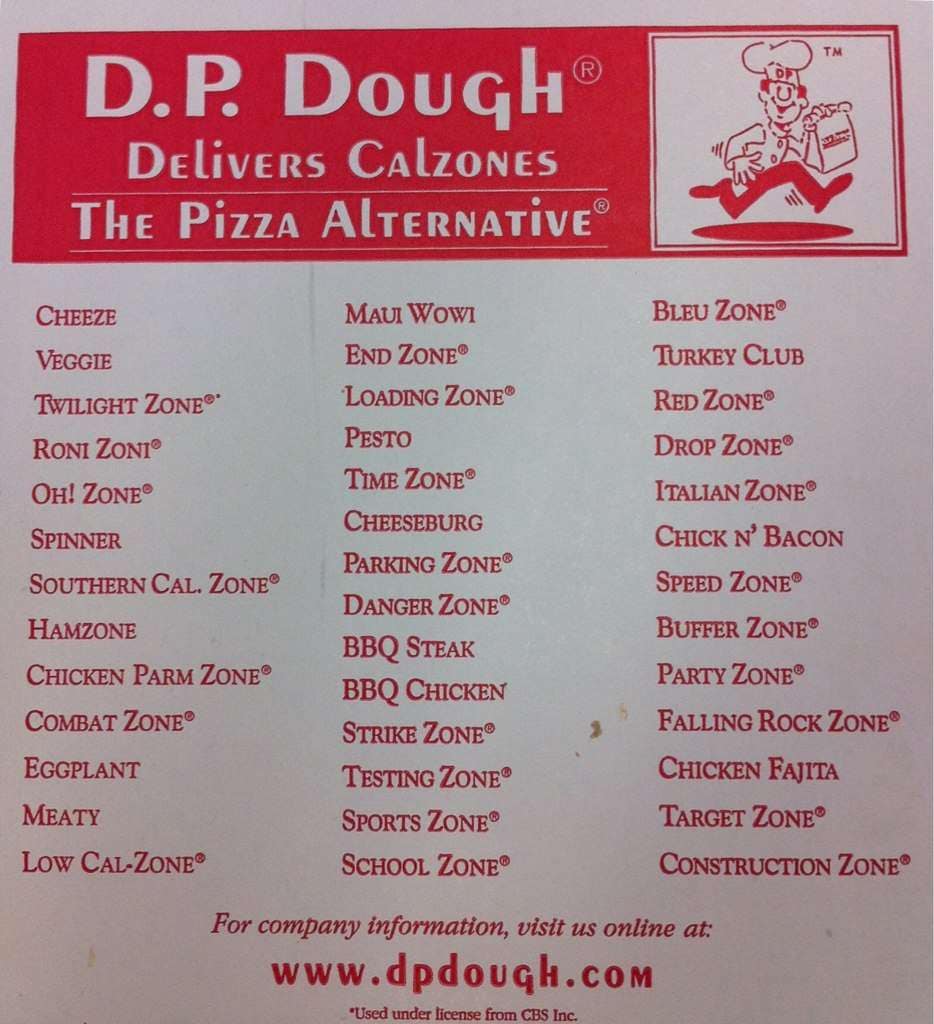 D.P. Dough®
Delivers Calzones
The Pizza Alternative®
DP
TM
Cheeze
Veggie
Twilight Zone®*
Roni Zoni®
Oh! Zone®
Spinner
Southern Cal. Zone®
Hamzone
Chicken Parm Zone®
Combat Zone®
Eggplant
Meaty
Low Cal-Zone®
Maui Wowi
End Zone®
Loading Zone®
Pesto
Time Zone®
Cheeseburg
Parking Zone®
Danger Zone®
BBQ Steak
BBQ Chicken
Strike Zone®
Testing Zone®
Sports Zone®
School Zone®
Bleu Zone®
Turkey Club
Red Zone®
Drop Zone®
Italian Zone®
Chick n' Bacon
Speed Zone®
Buffer Zone®
Party Zone®
Falling Rock Zone®
Chicken Fajita
Target Zone®
Construction Zone®
For company information, visit us online at:
www.dpdough.com
*Used under license from CBS Inc.